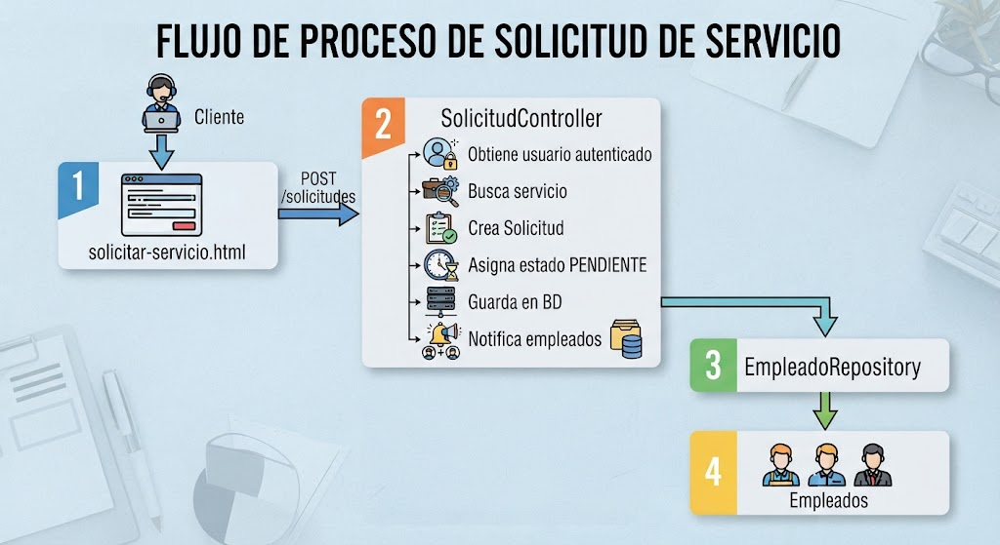 FLUJO DE PROCESO DE SOLICITUD DE SERVICIO
Cliente
1
solicitar-servicio.html
POST
/solicitudes
2
SolicitudController
Obtiene usuario autenticado
Busca servicio
Crea Solicitud
Asigna estado PENDIENTE
Guarda en BD
Notifica empleados
3
EmpleadoRepository
4
Empleados